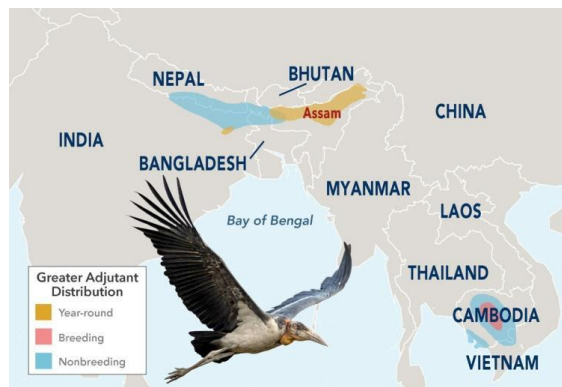 NEPAL
BHUTAN
Assam
CHINA
INDIA
BANGLADESH
MYANMAR
Bay of Bengal
LAOS
THAILAND
CAMBODIA
VIETNAM
Greater Adjutant
Distribution
Year-round
Breeding
Nonbreeding